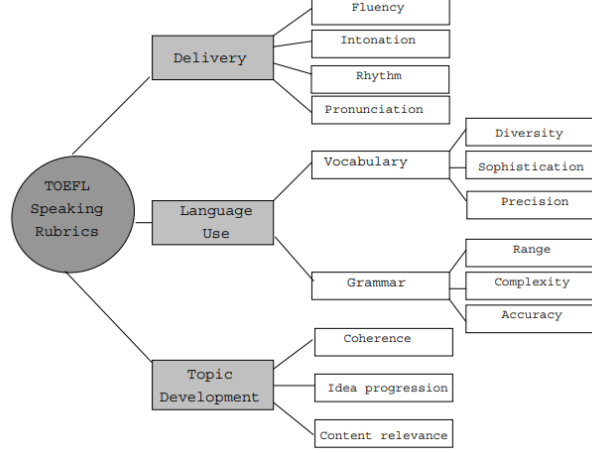 TOEFL
Speaking
Rubrics
Delivery
Fluency
Intonation
Rhythm
Pronunciation
Language
Use
Vocabulary
Diversity
Sophistication
Precision
Grammar
Range
Complexity
Accuracy
Topic
Development
Coherence
Idea progression
Content relevance